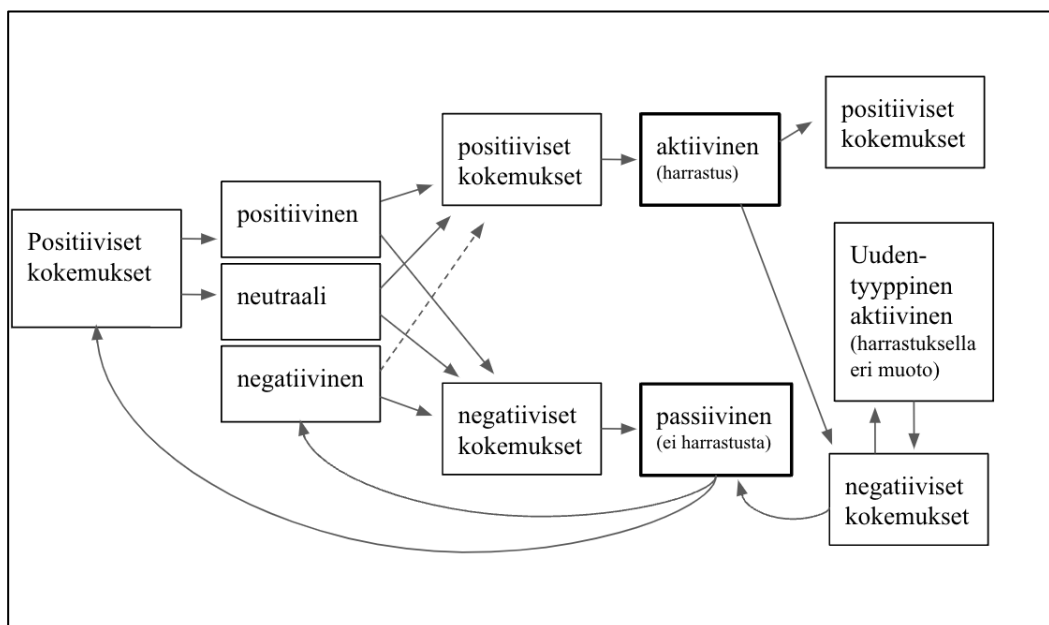 Positiiviset
kokemukset
positiivinen
neutraali
negatiivinen
positiiviset
kokemukset
negatiiviset
kokemukset
aktiivinen
(harrastus)
passiivinen
(ei harrastusta)
positiiviset
kokemukset
Uuden-
tyyppinen
aktiivinen
(harrastuksella
eri muoto)
negatiiviset
kokemukset